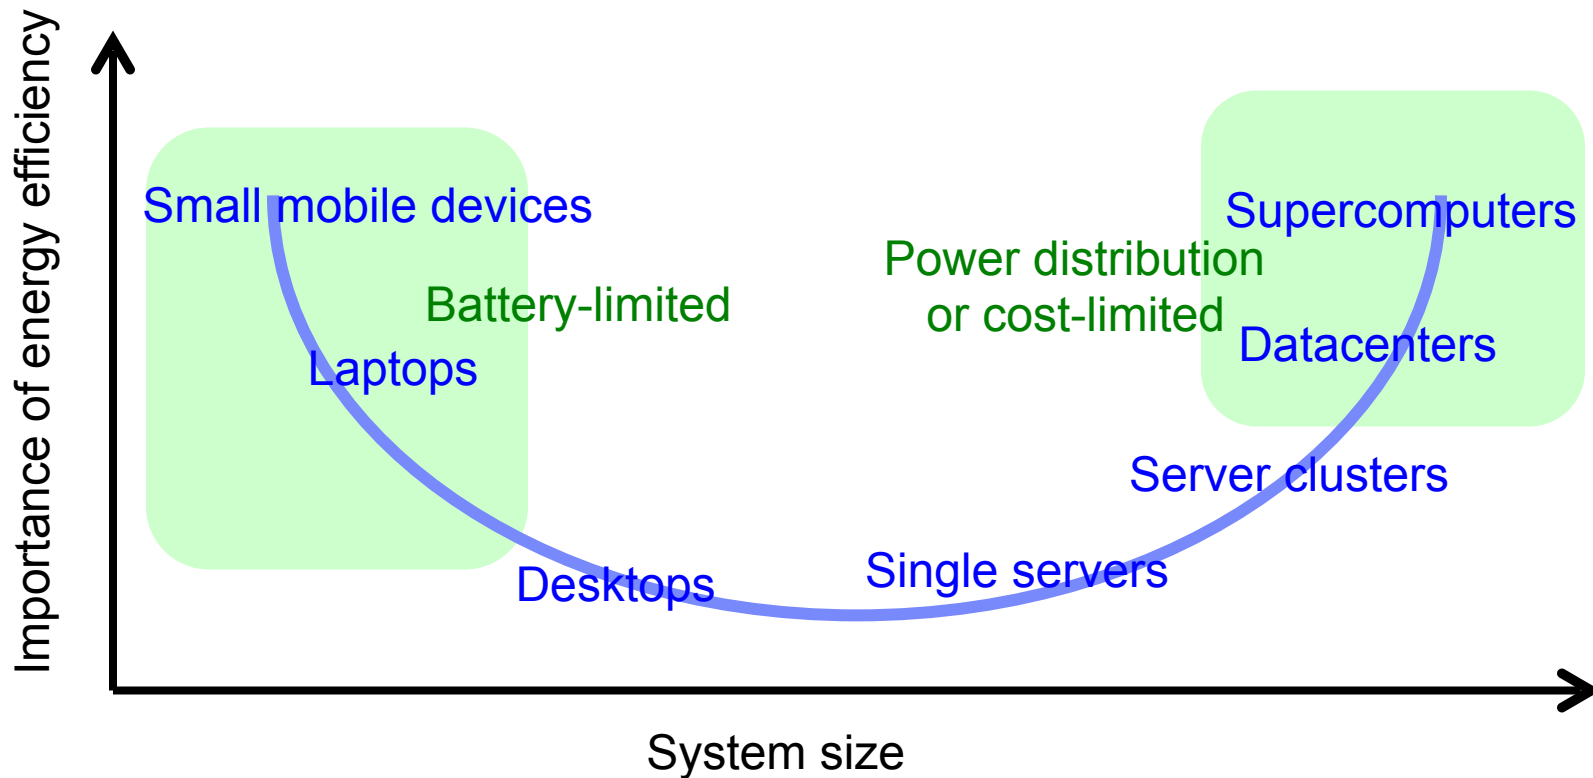 Importance of energy efficiency
Small mobile devices
Supercomputers
Power distribution
or cost-limited
Battery-limited
Datacenters
Laptops
Server clusters
Single servers
Desktops
System size